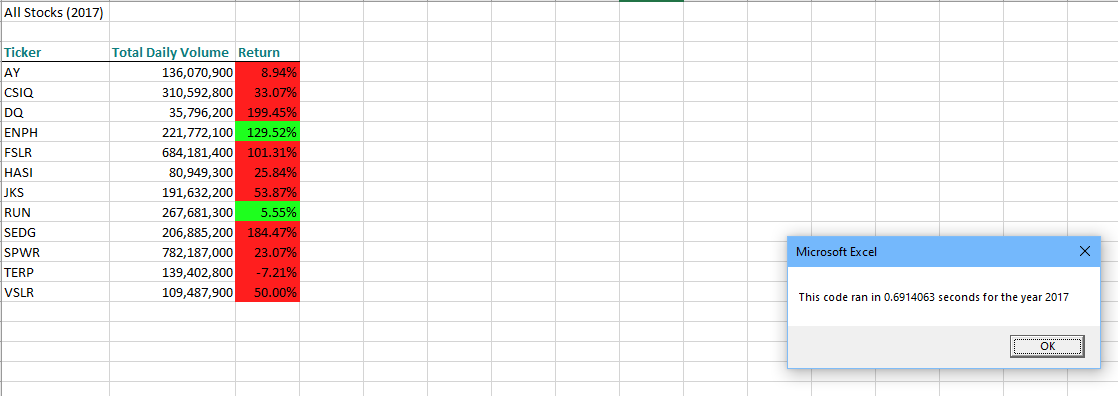 All Stocks (2017)
Ticker Total Daily Volume Return
AY 136,070,900 8.94%
CSIQ 310,592,800 33.07%
DQ 35,796,200 199.45%
ENPH 221,772,100 129.52%
FSLR 684,181,400 101.31%
HASI 80,949,300 25.84%
JKS 191,632,200 53.87%
RUN 267,681,300 5.55%
SEDG 206,885,200 184.47%
SPWR 782,187,000 23.07%
TERP 139,402,800 -7.21%
VSLR 109,487,900 50.00%
Microsoft Excel
This code ran in 0.6914063 seconds for the year 2017
OK